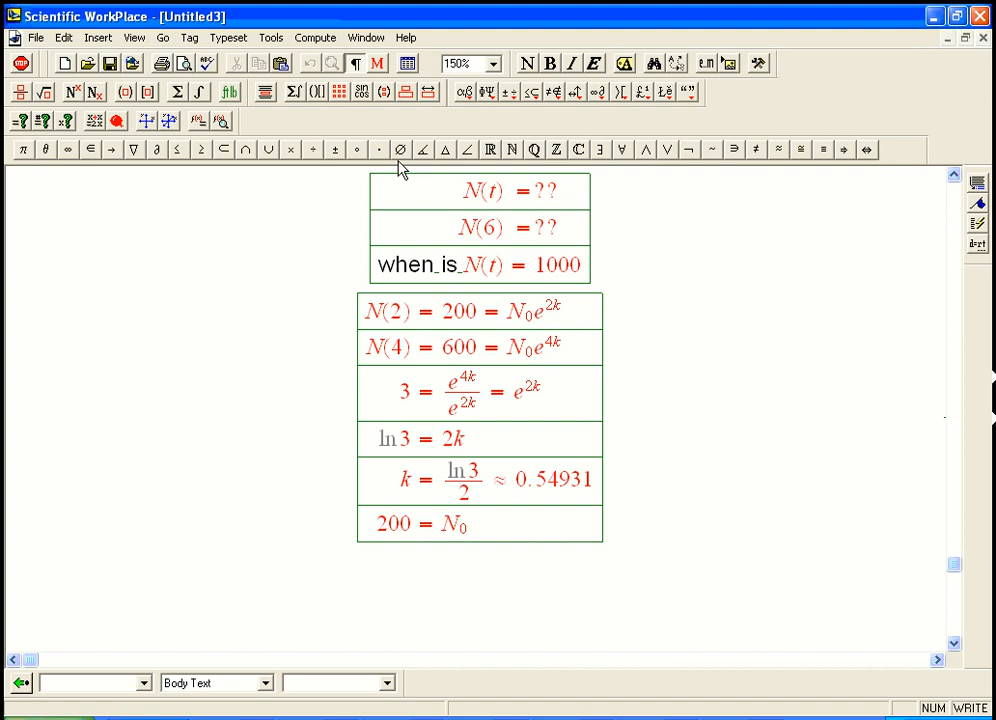 Scientific WorkPlace - [Untitled3]
File Edit Insert View Go Tag Typeset Tools Compute Window Help
150%
N(t) = ??
N(6) = ??
when is N(t) = 1000
N(2) = 200 = N₀e^{2k}
N(4) = 600 = N₀e^{4k}
3 = e^{4k}/e^{2k} = e^{2k}
ln 3 = 2k
k = ln 3/2 ≈ 0.54931
200 = N₀
Body Text
NUM WRITE